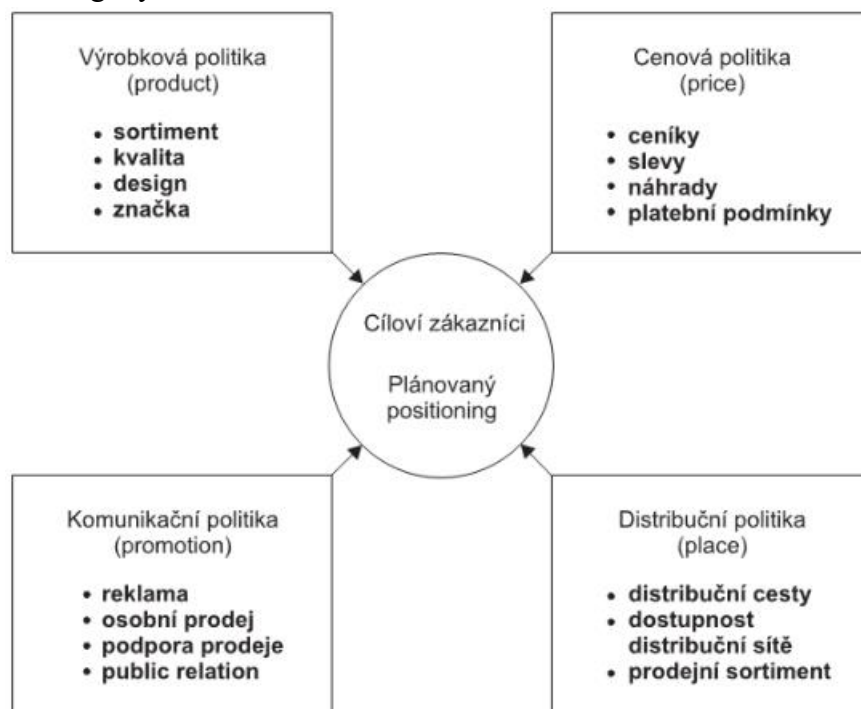 Výrobková politika
(product)
• sortiment
• kvalita
• design
• značka
Cenová politika
(price)
• ceníky
• slevy
• náhrady
• platební podmínky
Cíloví zákazníci
Plánovaný
positioning
Komunikační politika
(promotion)
• reklama
• osobní prodej
• podpora prodeje
• public relation
Distribuční politika
(place)
• distribuční cesty
• dostupnost
distribuční sítě
• prodejní sortiment